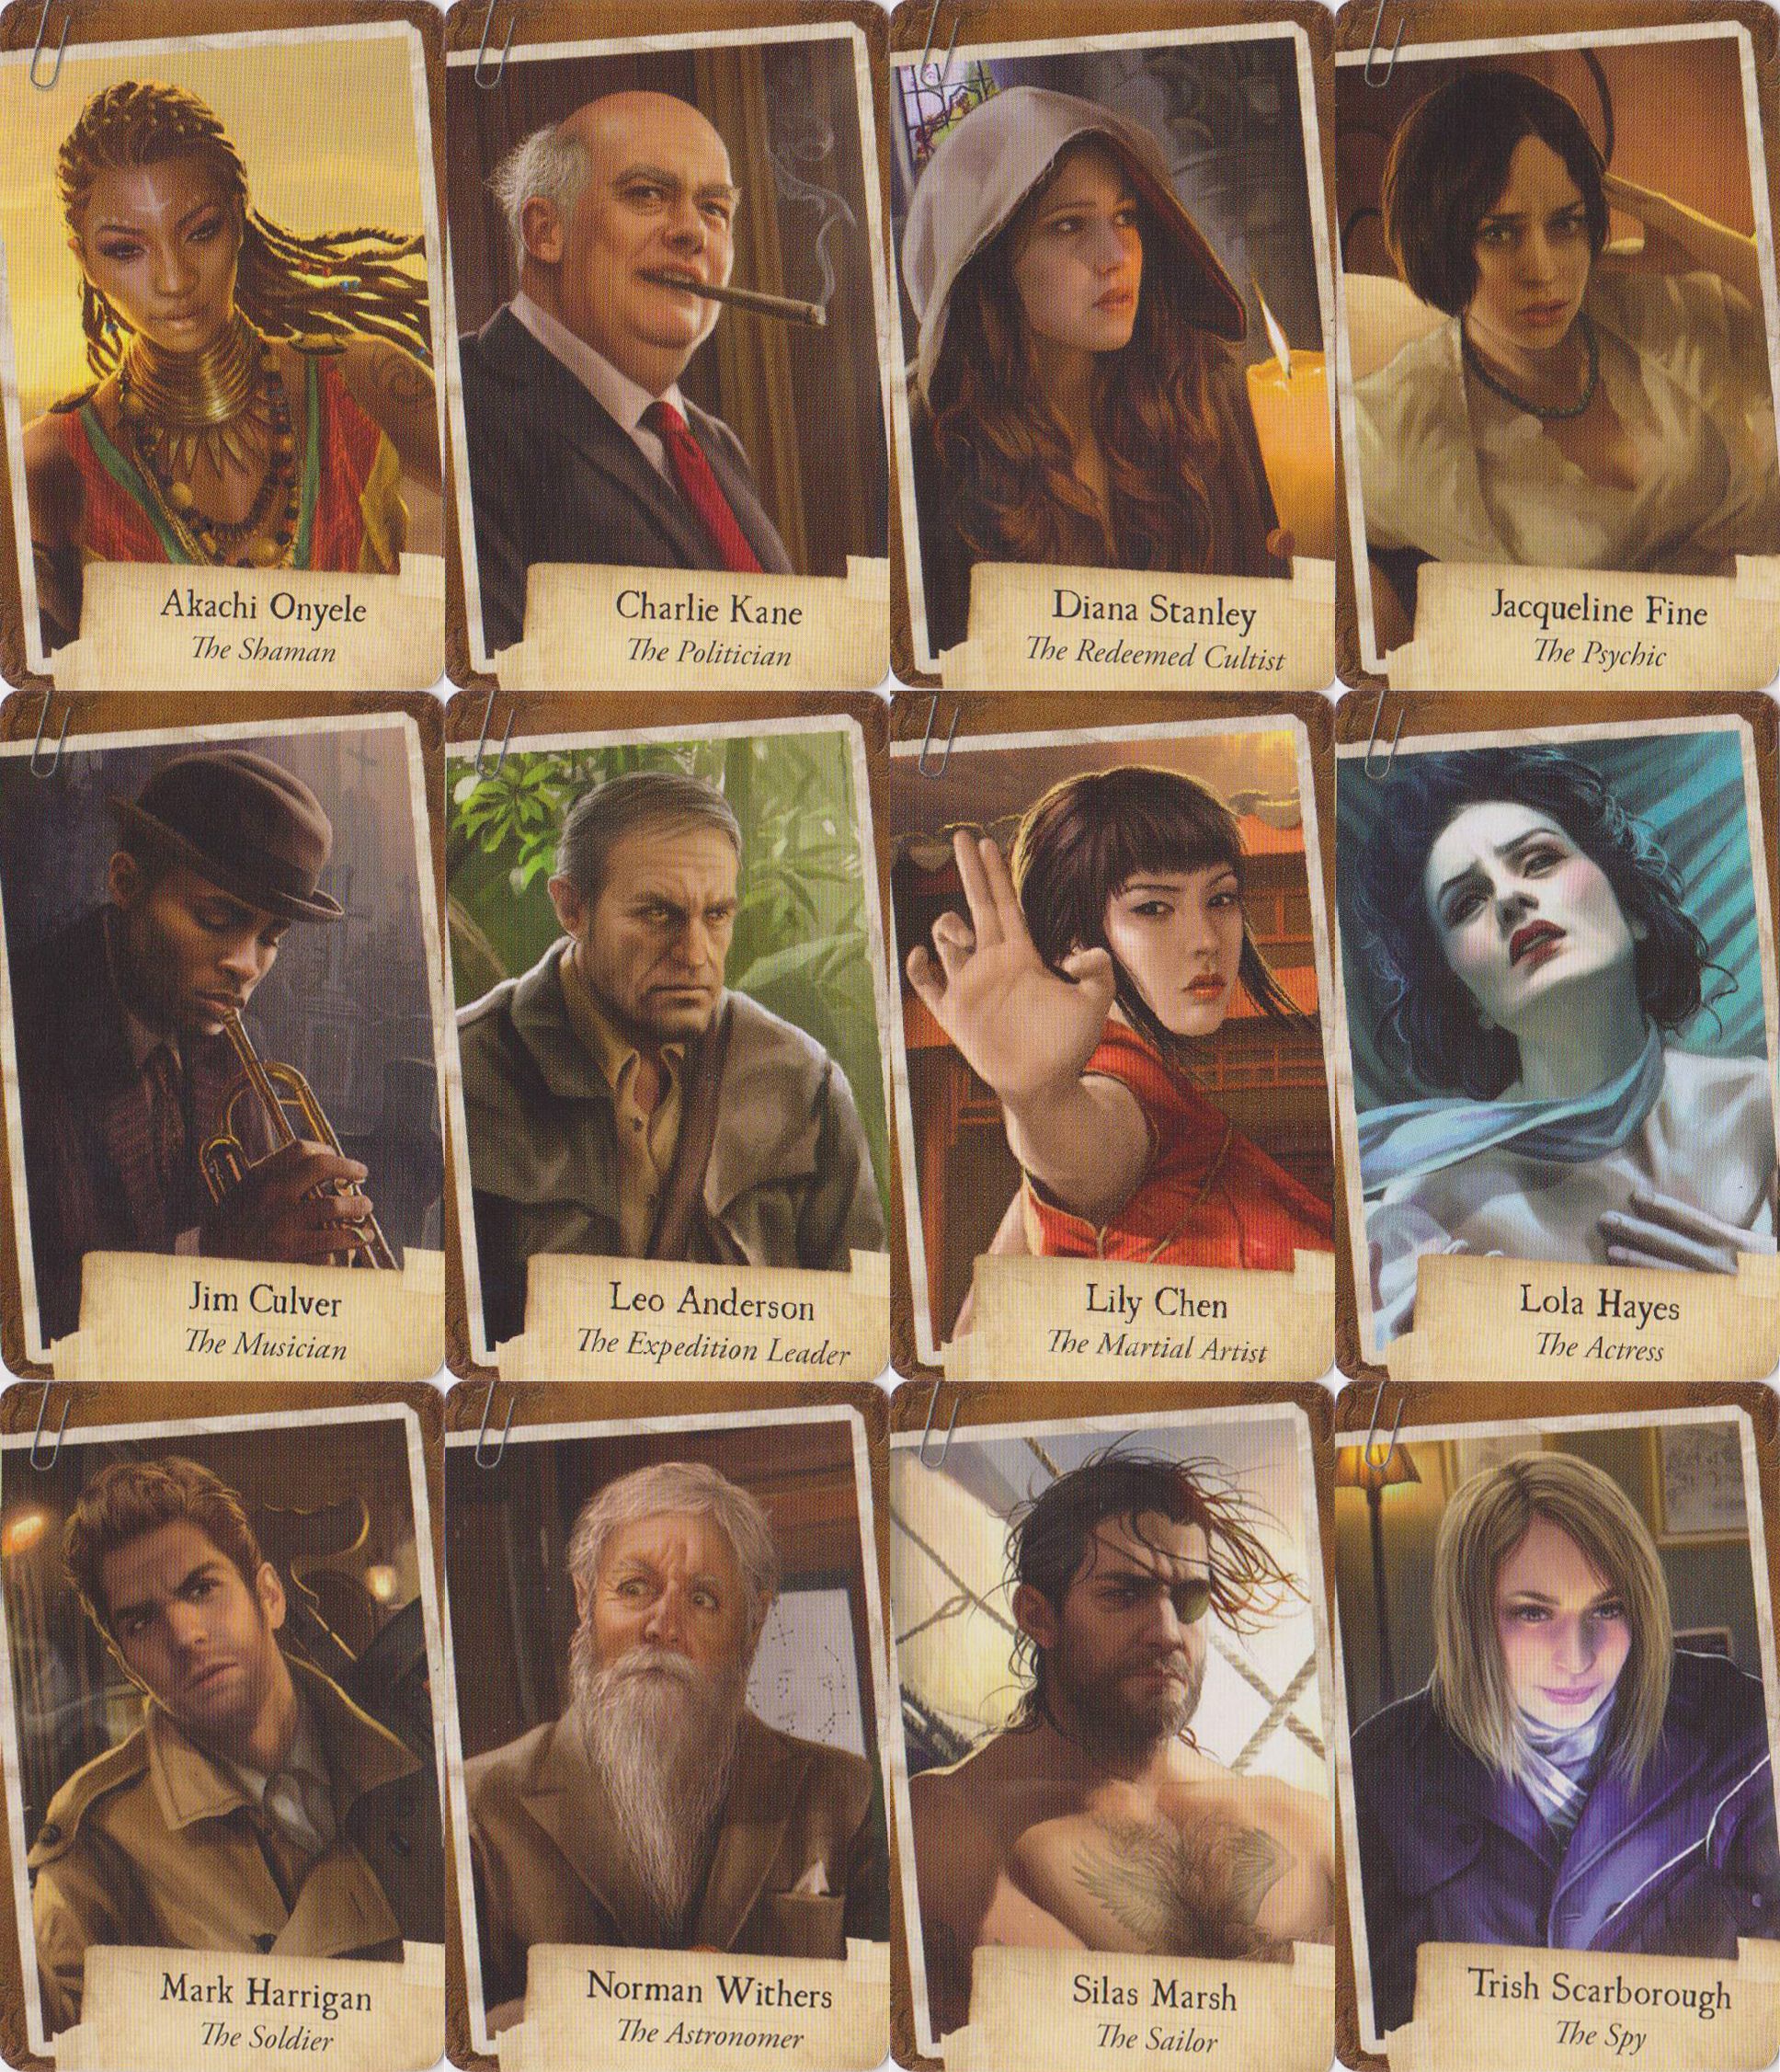 Akachi Onyele
The Shaman
Charlie Kane
The Politician
Diana Stanley
The Redeemed Cultist
Jacqueline Fine
The Psychic
Jim Culver
The Musician
Leo Anderson
The Expedition Leader
Lily Chen
The Martial Artist
Lola Hayes
The Actress
Mark Harrigan
The Soldier
Norman Withers
The Astronomer
Silas Marsh
The Sailor
Trish Scarborough
The Spy